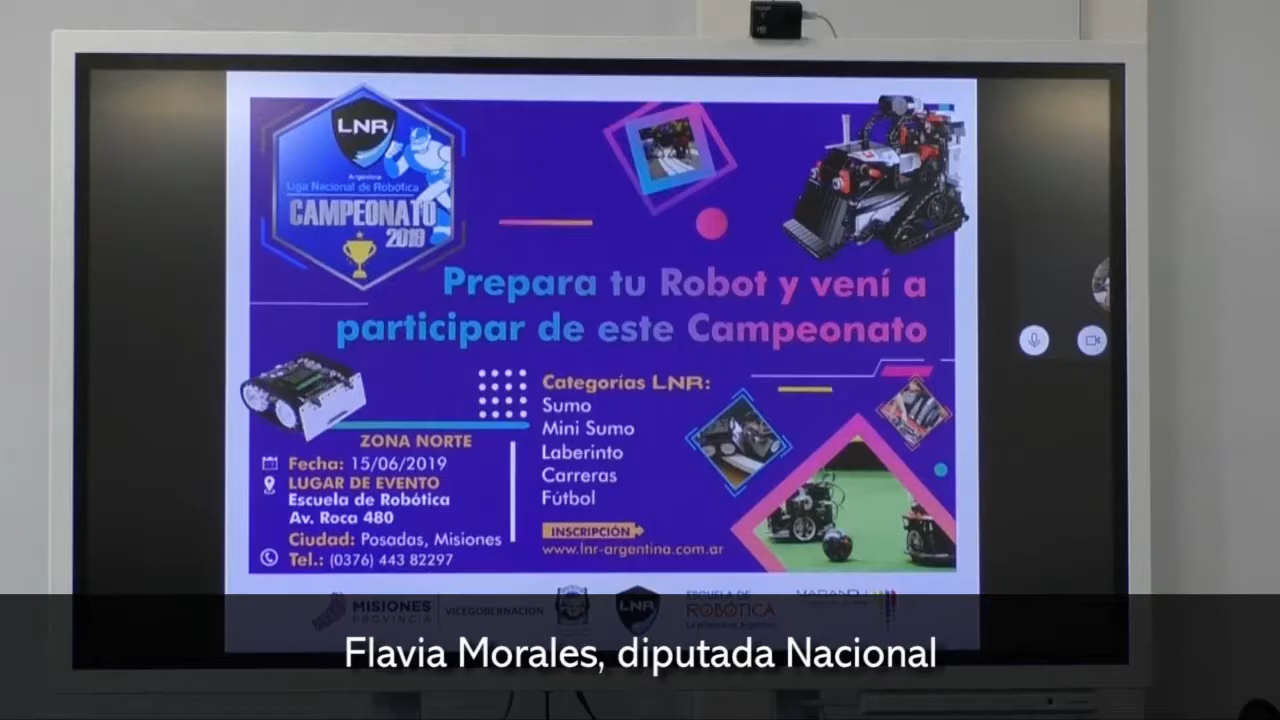 LNR
Argentina
Liga Nacional de Robótica
CAMPEONATO
2019
Prepara tu Robot y vení a
participar de este Campeonato
Categorías LNR:
Sumo
Mini Sumo
Laberinto
Carreras
Fútbol
INSCRIPCIÓN
www.lnr-argentina.com.ar
ZONA NORTE
Fecha: 15/06/2019
LUGAR DE EVENTO
Escuela de Robótica
Av. Roca 480
Ciudad: Posadas, Misiones
Tel.: (0376) 443 82297
MISIONES
PROVINCIA
VICEGOBERNACION
LNR
ESCUELA DE
ROBÓTICA
Flavia Morales, diputada Nacional